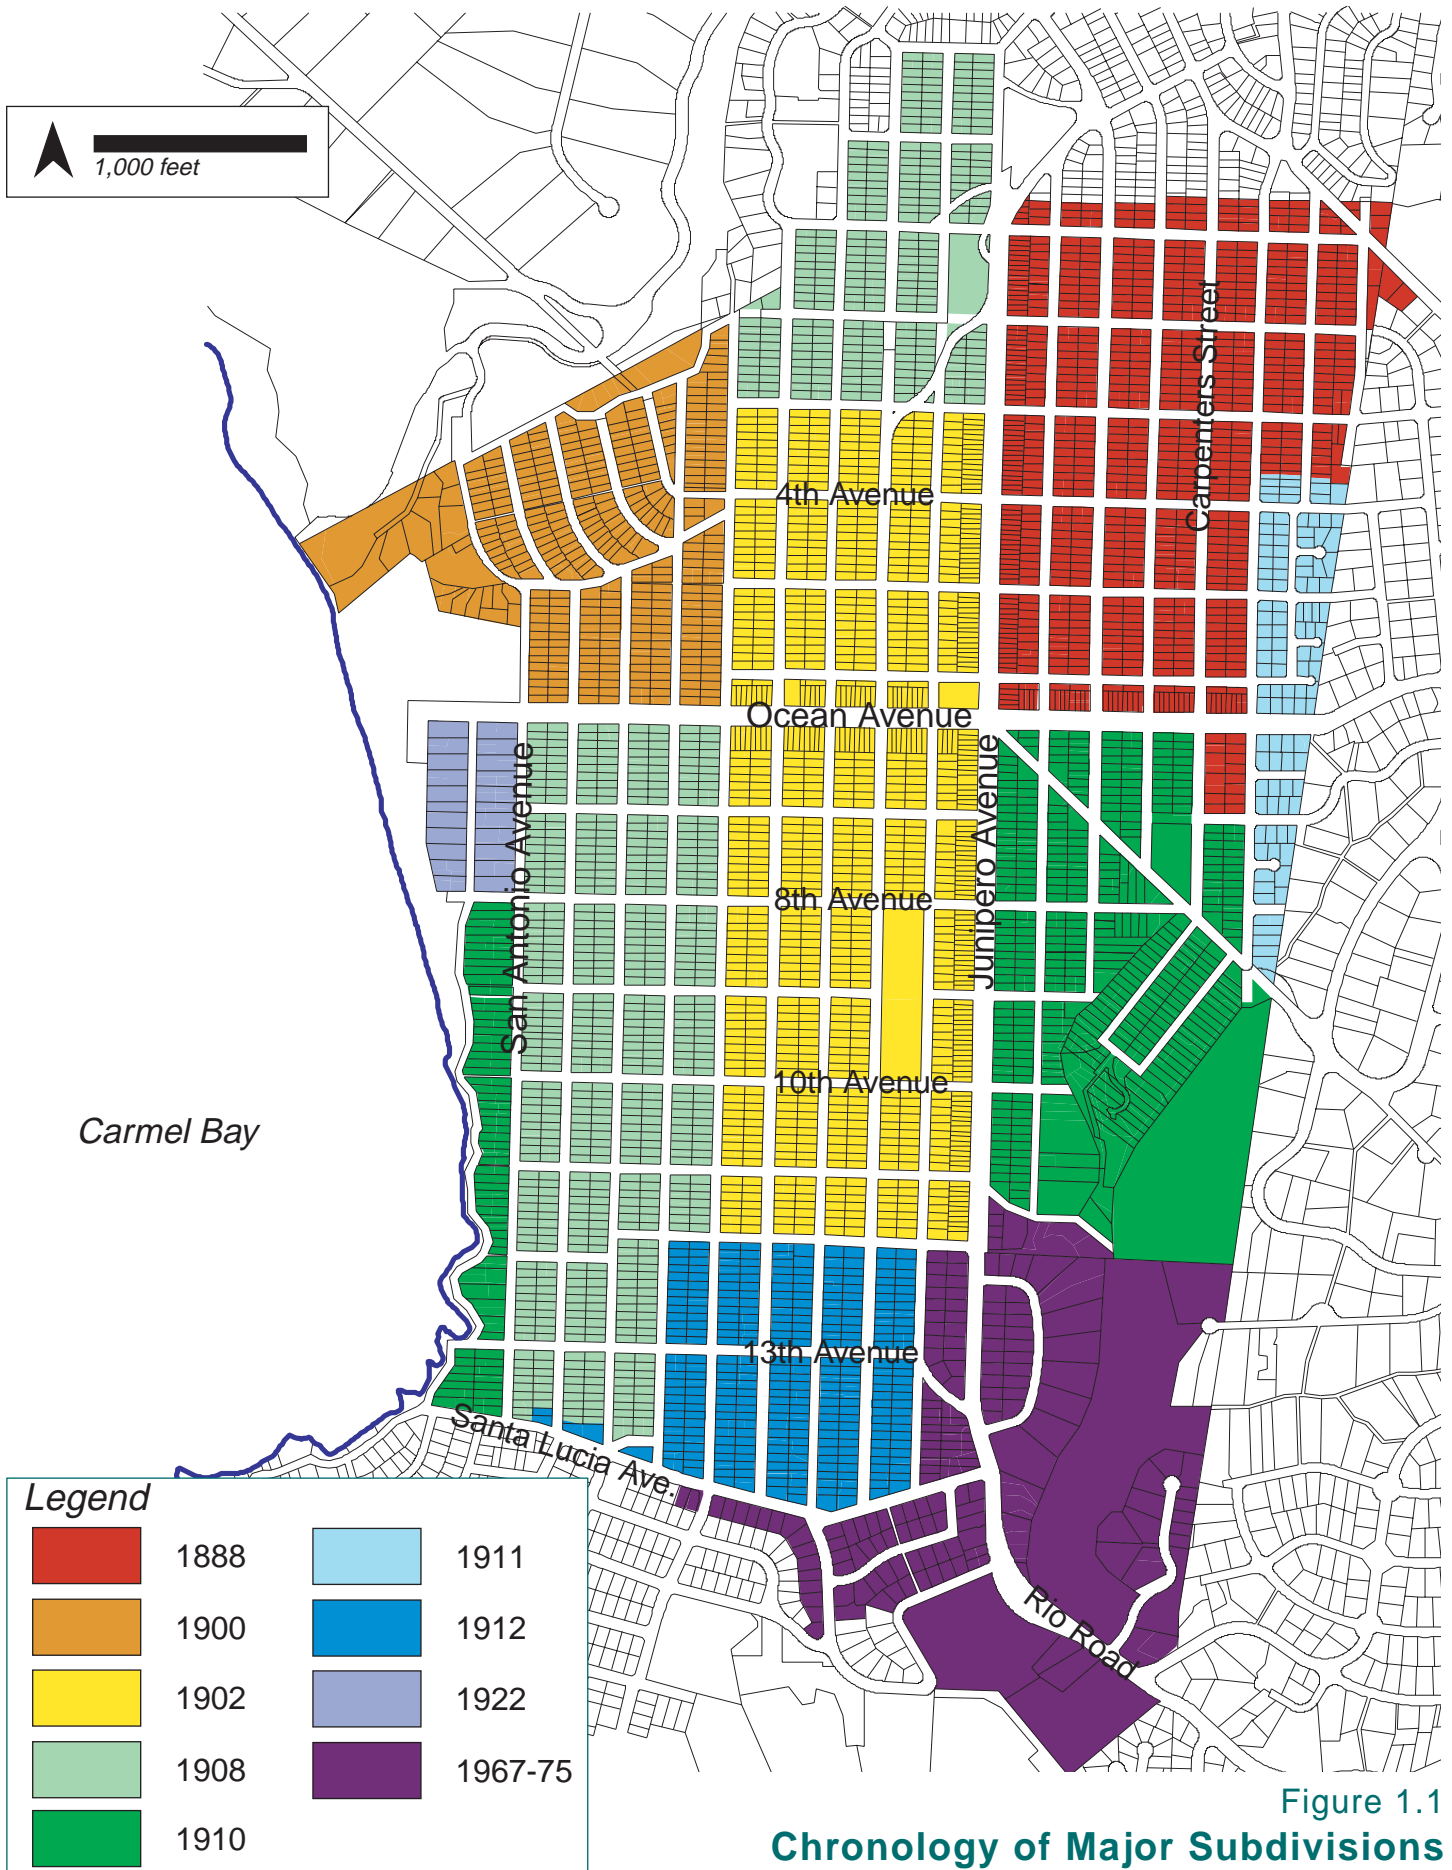 1,000 feet
Carpenters Street
4th Avenue
Ocean Avenue
San Antonio Avenue
Junipero Avenue
8th Avenue
10th Avenue
Carmel Bay
13th Avenue
Santa Lucia Ave.
Rio Road
Legend
1888
1900
1902
1908
1910
1911
1912
1922
1967-75
Figure 1.1
Chronology of Major Subdivisions